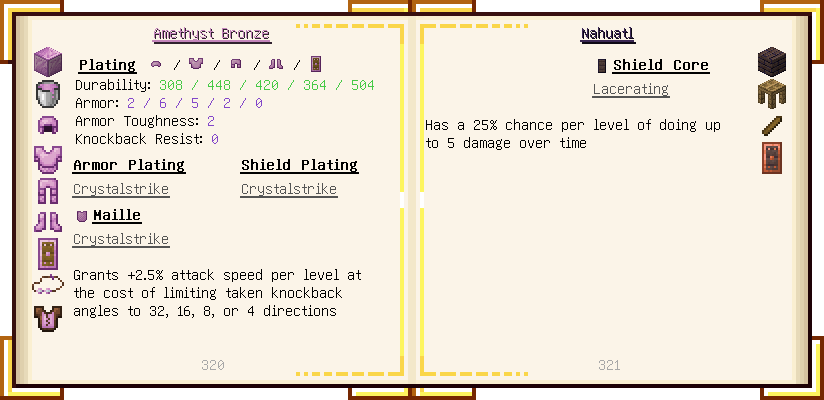 Amethyst Bronze
Plating / / / /
Durability: 308 / 448 / 420 / 364 / 504
Armor: 2 / 6 / 5 / 2 / 0
Armor Toughness: 2
Knockback Resist: 0
Armor Plating
Crystalstrike
Shield Plating
Crystalstrike
Maille
Crystalstrike
Grants +2.5% attack speed per level at
the cost of limiting taken knockback
angles to 32, 16, 8, or 4 directions
320
Nahuatl
Shield Core
Lacerating
Has a 25% chance per level of doing up
to 5 damage over time
321